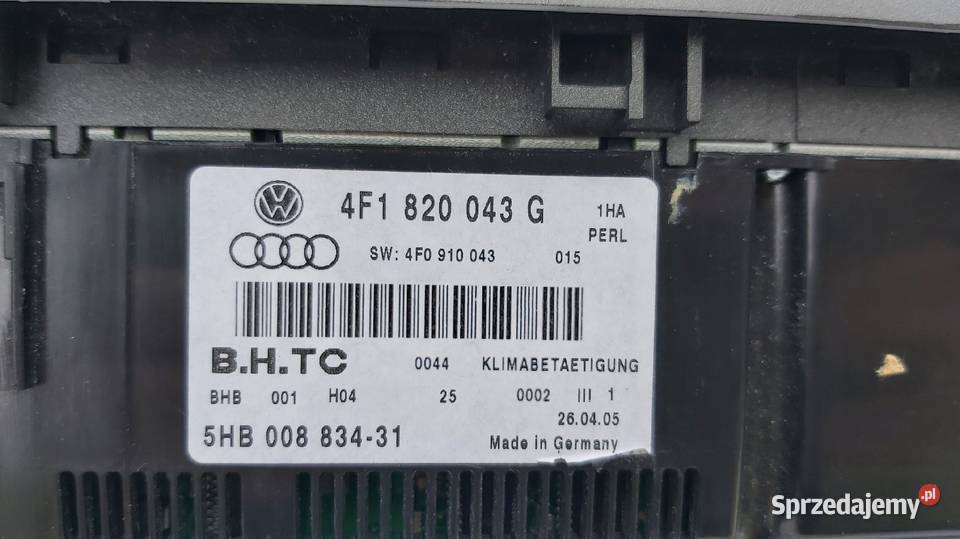 4F1 820 043 G 1HA
PERL
SW: 4F0 910 043 015
B.H.TC 0044 KLIMABETAETIGUNG
BHB 001 H04 25 0002 III 1
26.04.05
5HB 008 834-31 Made in Germany
Sprzedajemy.pl